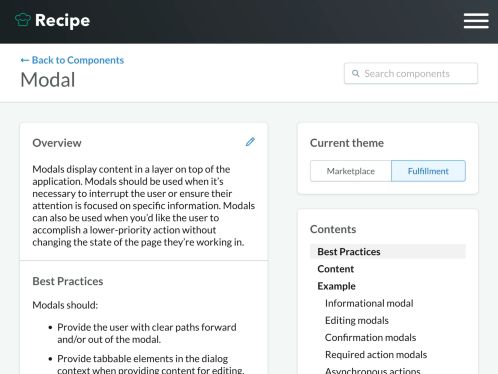 Recipe
← Back to Components
Modal
Search components
Overview
Modals display content in a layer on top of the
application. Modals should be used when it's
necessary to interrupt the user or ensure their
attention is focused on specific information. Modals
can also be used when you'd like the user to
accomplish a lower-priority action without
changing the state of the page they're working in.
Best Practices
Modals should:
• Provide the user with clear paths forward
and/or out of the modal.
• Provide tabbable elements in the dialog
context when providing content for editing.
Current theme
Marketplace
Fulfillment
Contents
Best Practices
Content
Example
Informational modal
Editing modals
Confirmation modals
Required action modals
Asynchronous actions